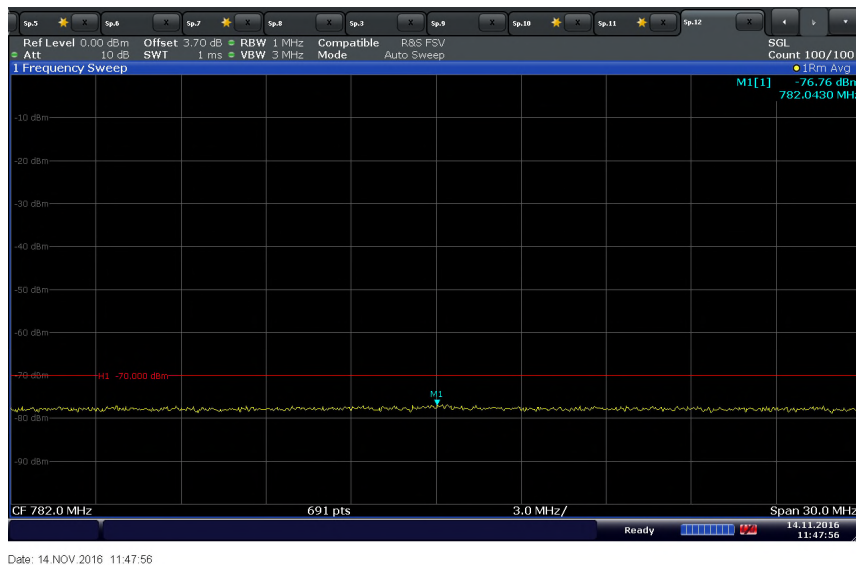 Sp.5 X Sp.6 X Sp.7 X Sp.8 X Sp.3 X Sp.9 X Sp.10 X Sp.11 X Sp.12 X
Ref Level 0.00 dBm Offset 3.70 dB RBW 1 MHz Compatible R&S FSV SGL
Att 10 dB SWT 1 ms VBW 3 MHz Mode Auto Sweep Count 100/100
1 Frequency Sweep 1Rm Avg
M1[1] -76.76 dBm
782.0430 MHz
-10 dBm
-20 dBm
-30 dBm
-40 dBm
-50 dBm
-60 dBm
-70 dBm H1 -70.000 dBm
M1
-80 dBm
-90 dBm
CF 782.0 MHz 691 pts 3.0 MHz/ Span 30.0 MHz
Ready 14.11.2016
11:47:56
Date: 14.NOV.2016 11:47:56